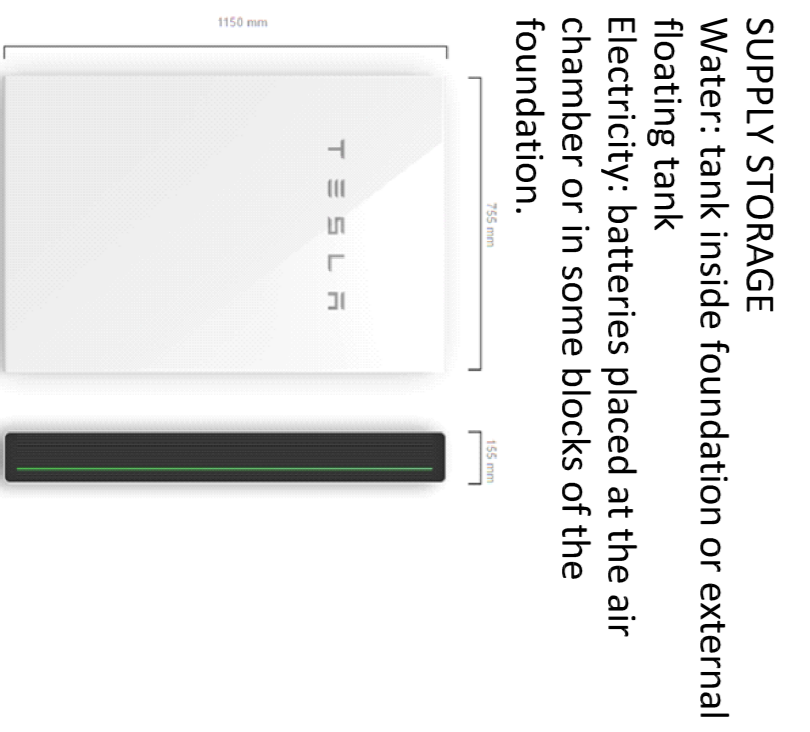 SUPPLY STORAGE
Water: tank inside foundation or external
floating tank
Electricity: batteries placed at the air
chamber or in some blocks of the
foundation.
755 mm
155 mm
1150 mm
TESLA